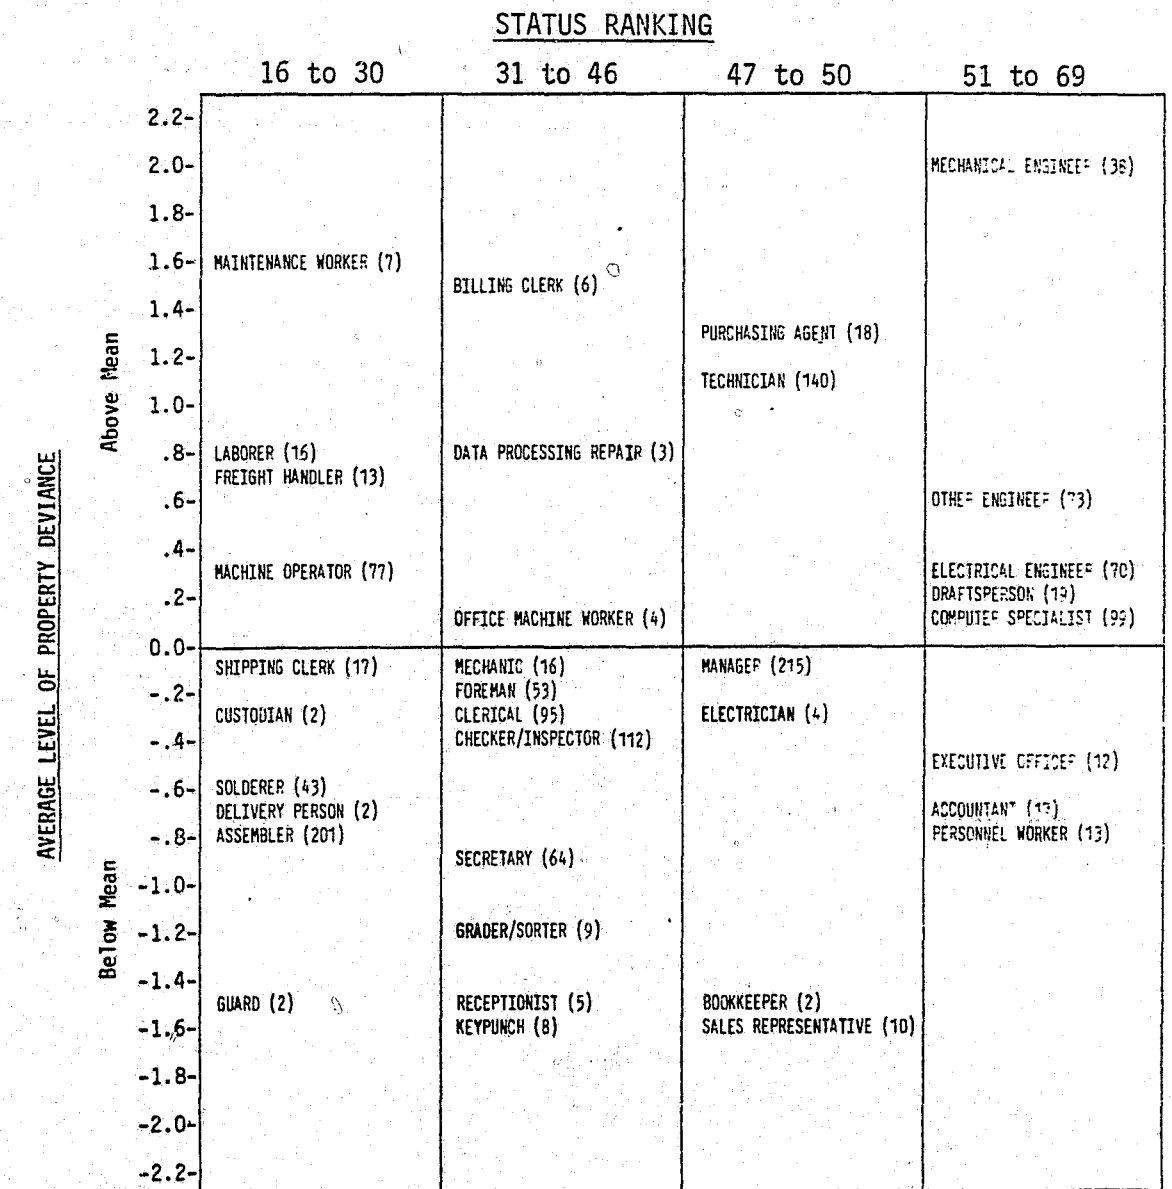 STATUS RANKING
16 to 30 31 to 46 47 to 50 51 to 69
AVERAGE LEVEL OF PROPERTY DEVIANCE
Above Mean
Below Mean
2.2-
2.0- MECHANICAL ENGINEER
1.8-
1.6- MAINTENANCE WORKER (7)
BILLING CLERK (6)
1.4-
PURCHASING AGENT (18)
1.2-
TECHNICIAN (140)
1.0-
.8- LABORER (16) DATA PROCESSING REPAIR (3)
FREIGHT HANDLER (13)
.6- OTHER ENGINEER
.4-
MACHINE OPERATOR (77) ELECTRICAL ENGINEER (70)
.2- DRAFTSPERSON (19)
OFFICE MACHINE WORKER (4) COMPUTER SPECIALIST (99)
0.0-
SHIPPING CLERK (17) MECHANIC (16) MANAGER (215)
-.2- FOREMAN (53)
CUSTODIAN (2) CLERICAL (95) ELECTRICIAN (4)
-.4- CHECKER/INSPECTOR (112)
EXECUTIVE OFFICER (12)
-.6- SOLDERER (43)
DELIVERY PERSON (2) ACCOUNTANT
-.8- ASSEMBLER (201) PERSONNEL WORKER (13)
SECRETARY (64)
-1.0-
-1.2- GRADER/SORTER (9)
-1.4-
GUARD (2) RECEPTIONIST (5) BOOKKEEPER (2)
-1.6- KEYPUNCH (8) SALES REPRESENTATIVE (10)
-1.8-
-2.0-
-2.2-